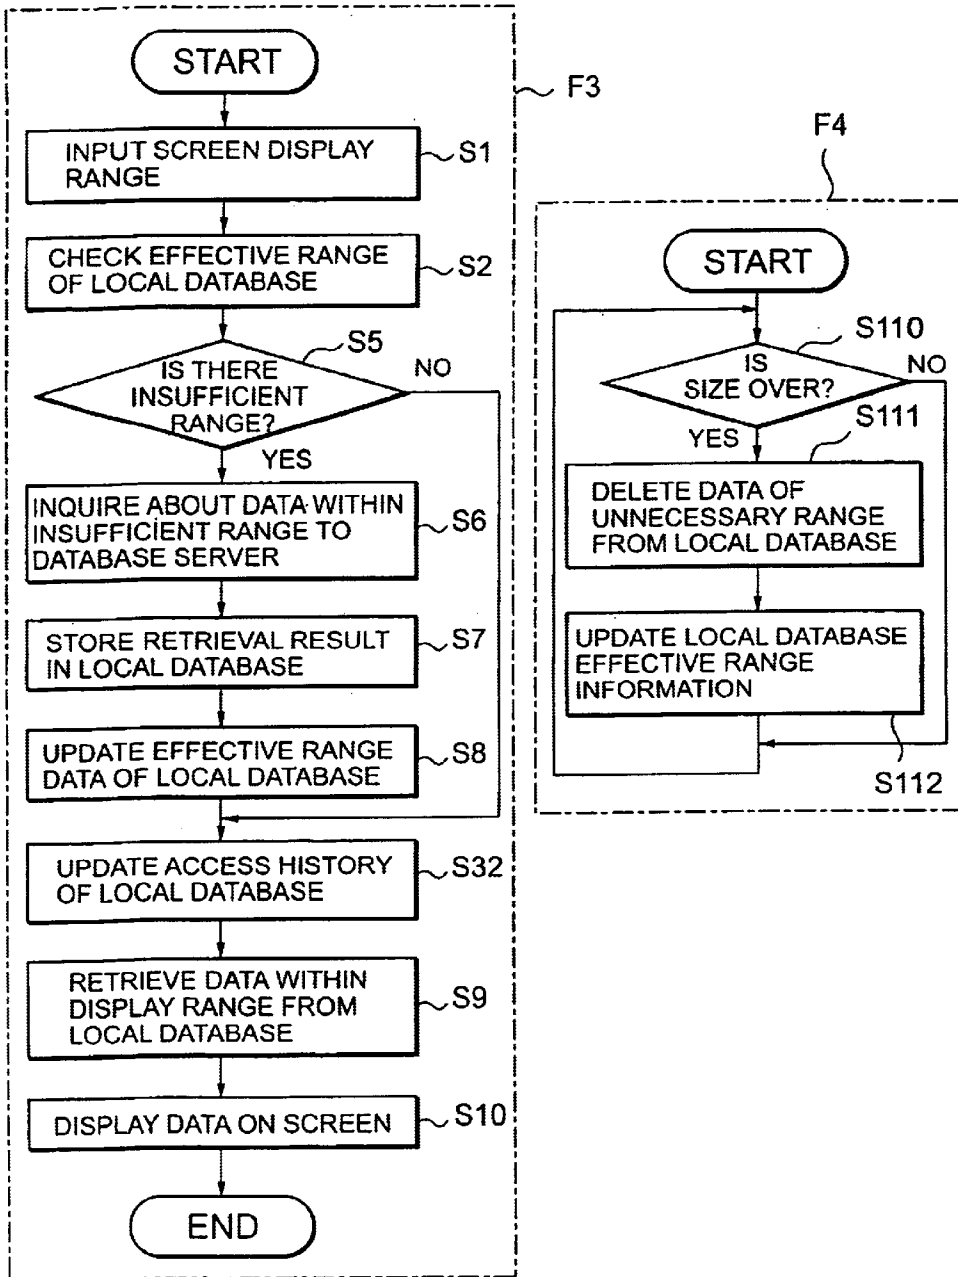 START
F3
INPUT SCREEN DISPLAY
RANGE
S1
CHECK EFFECTIVE RANGE
OF LOCAL DATABASE
S2
IS THERE
INSUFFICIENT
RANGE?
S5
NO
YES
INQUIRE ABOUT DATA WITHIN
INSUFFICIENT RANGE TO
DATABASE SERVER
S6
STORE RETRIEVAL RESULT
IN LOCAL DATABASE
S7
UPDATE EFFECTIVE RANGE
DATA OF LOCAL DATABASE
S8
UPDATE ACCESS HISTORY
OF LOCAL DATABASE
S32
RETRIEVE DATA WITHIN
DISPLAY RANGE FROM
LOCAL DATABASE
S9
DISPLAY DATA ON SCREEN
S10
END
F4
START
IS
SIZE OVER?
S110
NO
YES
S111
DELETE DATA OF
UNNECESSARY RANGE
FROM LOCAL DATABASE
UPDATE LOCAL DATABASE
EFFECTIVE RANGE
INFORMATION
S112